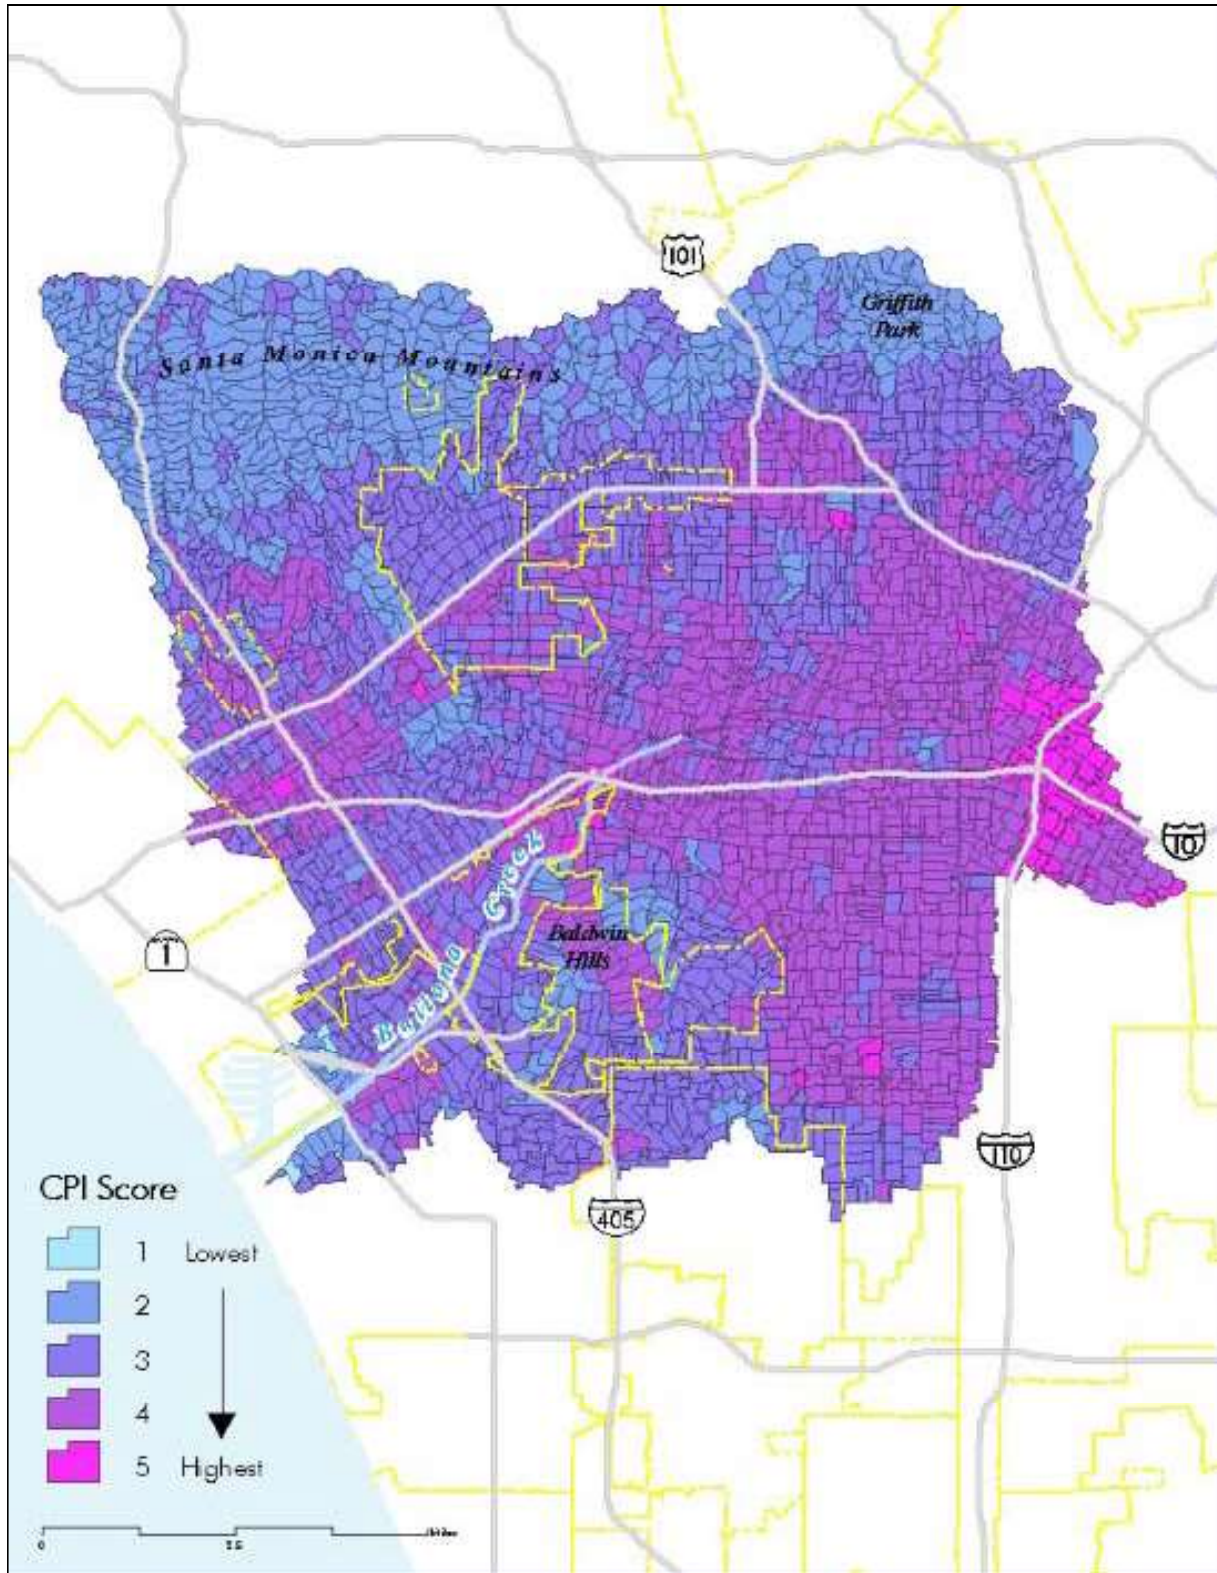 101
Griffith
Park
Santa Monica Mountains
10
Creek
Baldwin
Hills
1
Ballona
110
CPI Score
405
1 Lowest
2
3
4
5 Highest
0